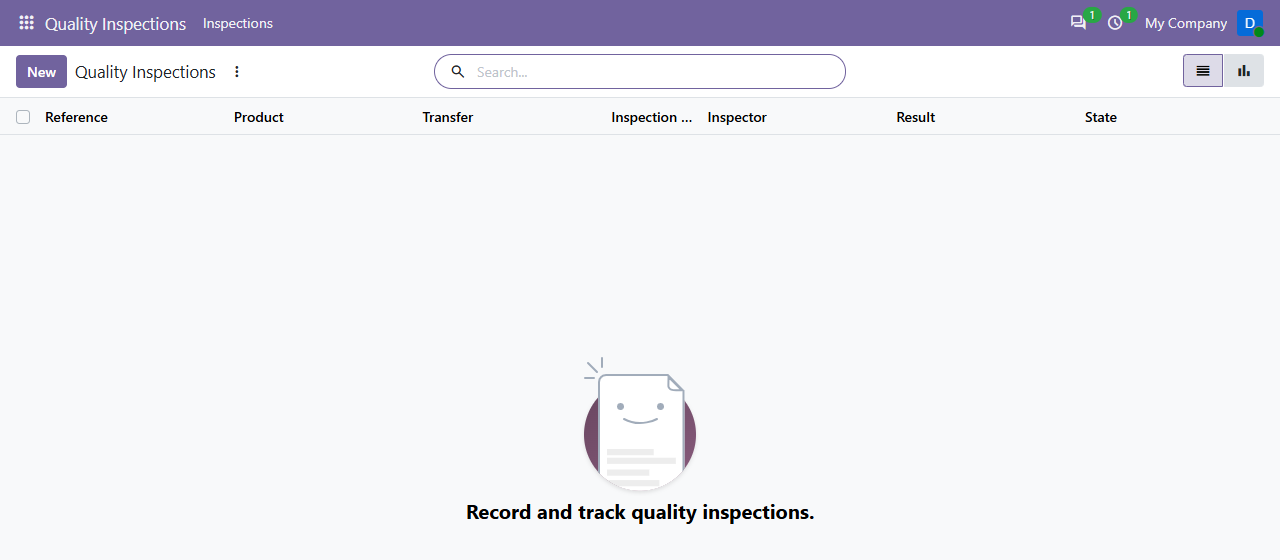 Quality Inspections Inspections 1 1 My Company D
New Quality Inspections Search...
Reference Product Transfer Inspection ... Inspector Result State
Record and track quality inspections.